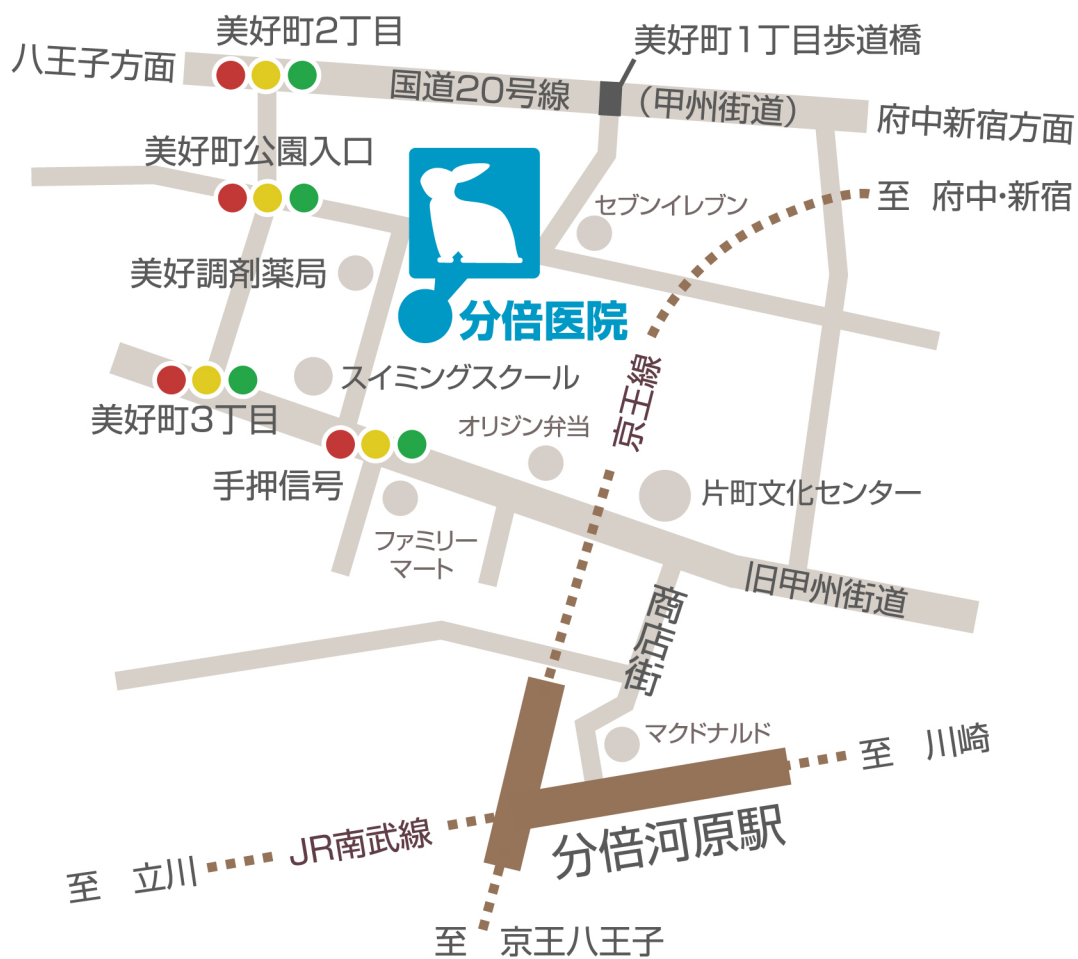 美好町2丁目
八王子方面
国道20号線
美好町1丁目歩道橋
(甲州街道)
府中新宿方面
美好町公園入口
至 府中・新宿
セブンイレブン
美好調剤薬局
分倍医院
京王線
スイミングスクール
美好町3丁目
オリジン弁当
手押信号
片町文化センター
ファミリー
マート
旧甲州街道
商店街
マクドナルド
至 川崎
分倍河原駅
JR南武線
至 立川
至 京王八王子